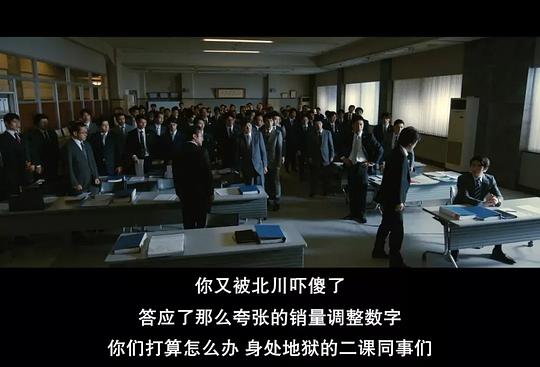 你又被北川吓傻了
答应了那么夸张的销量调整数字
你们打算怎么办 身处地狱的二课同事们